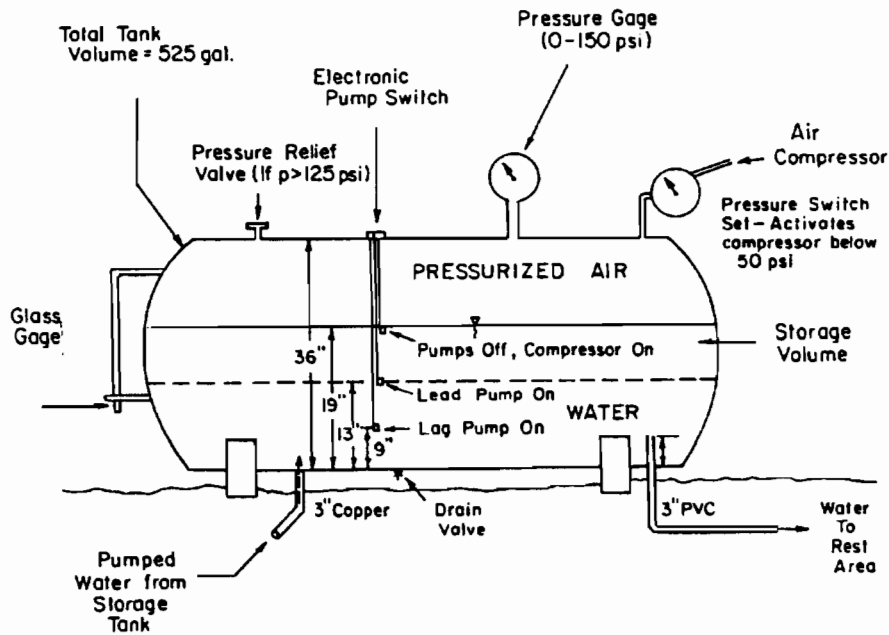 Pressure Gage
(0-150 psi)
Total Tank
Volume = 525 gal.
Electronic
Pump Switch
Air
Compressor
Pressure Relief
Valve (If p>125 psi)
Pressure Switch
Set-Activates
compressor below
50 psi
PRESSURIZED AIR
Glass
Gage
36"
Pumps Off, Compressor On
Storage
Volume
19"
Lead Pump On
13"
WATER
Lag Pump On
9"
3" Copper
Drain
Valve
3" PVC
Water
To
Rest
Area
Pumped
Water from
Storage
Tank